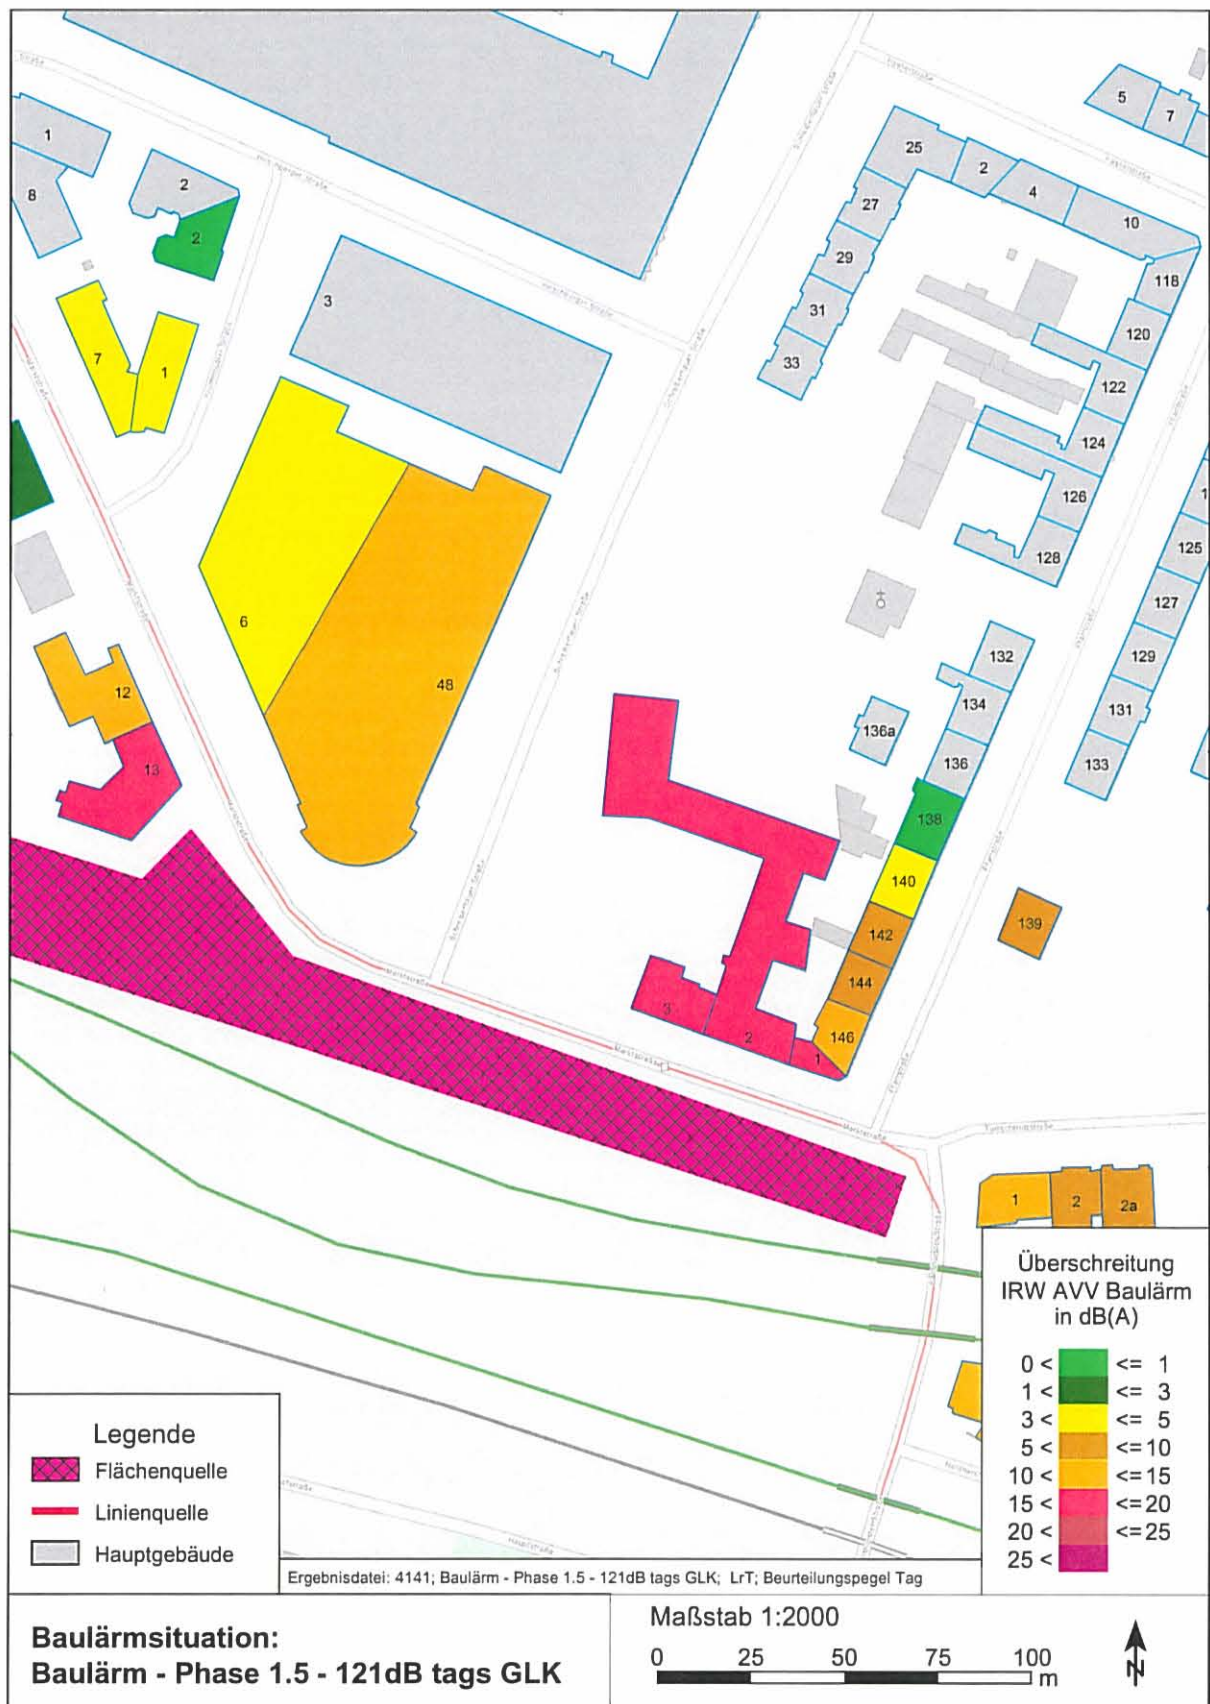 5
7
25
2
4
10
1
8
2
2
27
29
31
33
118
120
122
124
126
128
3
7
1
6
48
12
13
125
127
129
131
133
132
134
136
136a
138
140
142
144
146
139
3
2
1
Marktstraße
Marktstraße
Marktstraße
Hauptstraße
1
2
2a
Überschreitung
IRW AVV Baulärm
in dB(A)
0 < <= 1
1 < <= 3
3 < <= 5
5 < <= 10
10 < <= 15
15 < <= 20
20 < <= 25
25 <
Legende
Flächenquelle
Linienquelle
Hauptgebäude
Ergebnisdatei: 4141; Baulärm - Phase 1.5 - 121dB tags GLK; LrT; Beurteilungspegel Tag
Baulärmsituation:
Baulärm - Phase 1.5 - 121dB tags GLK
Maßstab 1:2000
0 25 50 75 100
m
N